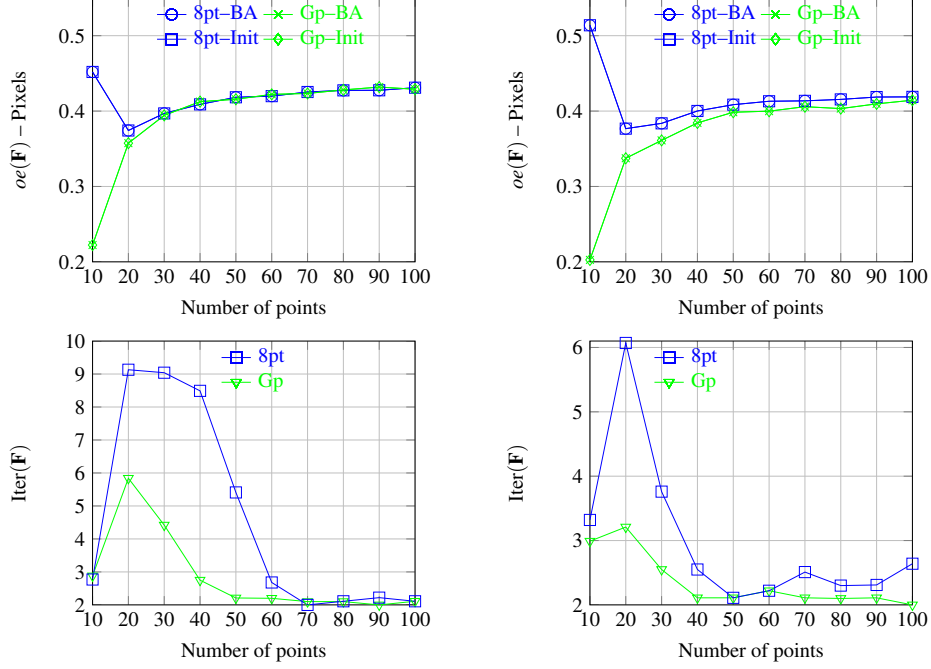 8pt–BA Gp–BA
8pt–Init Gp–Init
0.5
0.4
0.3
0.2
oe(F) – Pixels
10 20 30 40 50 60 70 80 90 100
Number of points
8pt–BA Gp–BA
8pt–Init Gp–Init
0.5
0.4
0.3
0.2
oe(F) – Pixels
10 20 30 40 50 60 70 80 90 100
Number of points
8pt
Gp
10
9
8
7
6
5
4
3
2
Iter(F)
10 20 30 40 50 60 70 80 90 100
Number of points
8pt
Gp
6
5
4
3
2
Iter(F)
10 20 30 40 50 60 70 80 90 100
Number of points